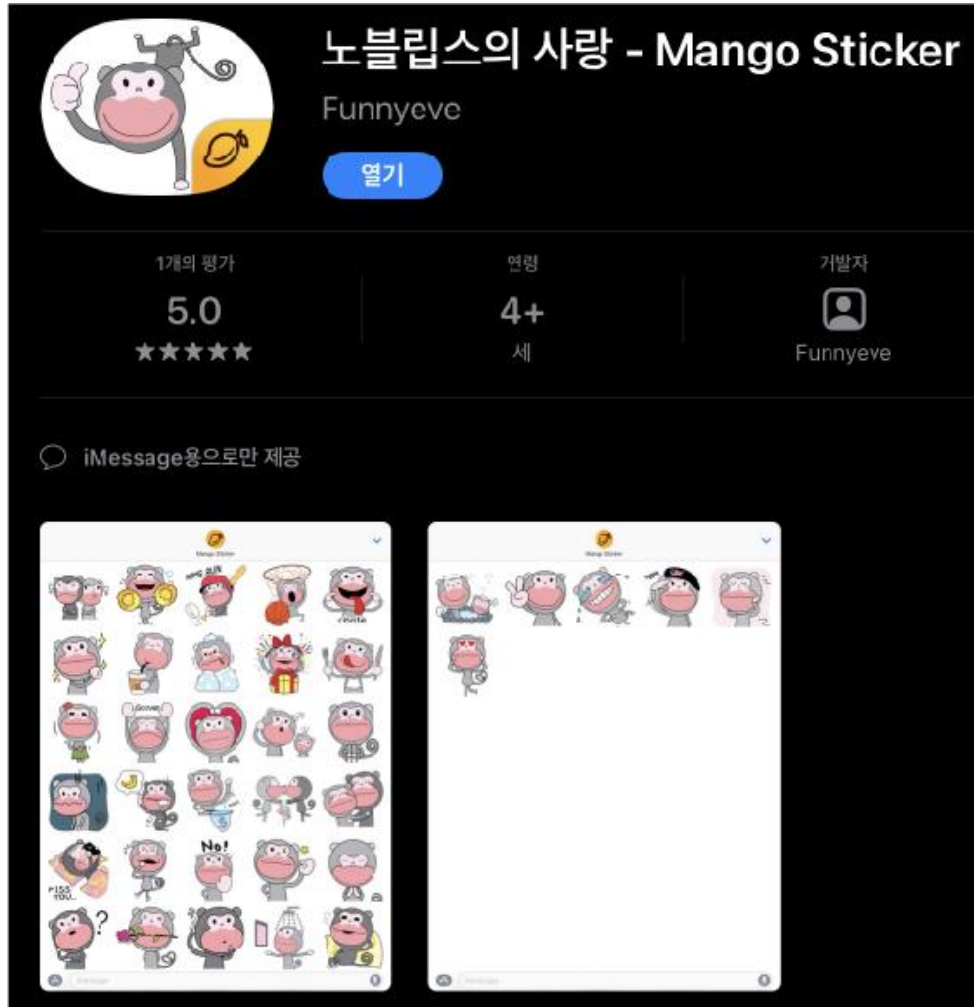 노블립스의 사랑 - Mango Sticker
Funnyeve
열기
1개의 평가
5.0
★★★★★
연령
4+
세
개발자
Funnyeve
iMessage용으로만 제공
Mango Sticker
Mango Sticker
No!
?